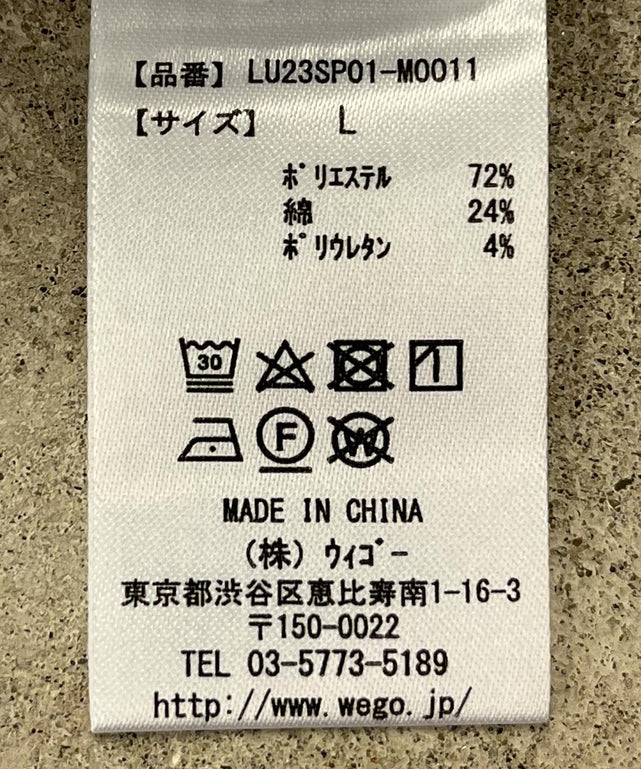 【品番】 LU23SP01-M0011
【サイズ】 L
ﾎﾟﾘｴｽﾃﾙ 72%
綿 24%
ﾎﾟﾘｳﾚﾀﾝ 4%
30
F
W
MADE IN CHINA
（株）ｳｨｺﾞｰ
東京都渋谷区恵比寿南1-16-3
〒150-0022
TEL 03-5773-5189
http://www.wego.jp/